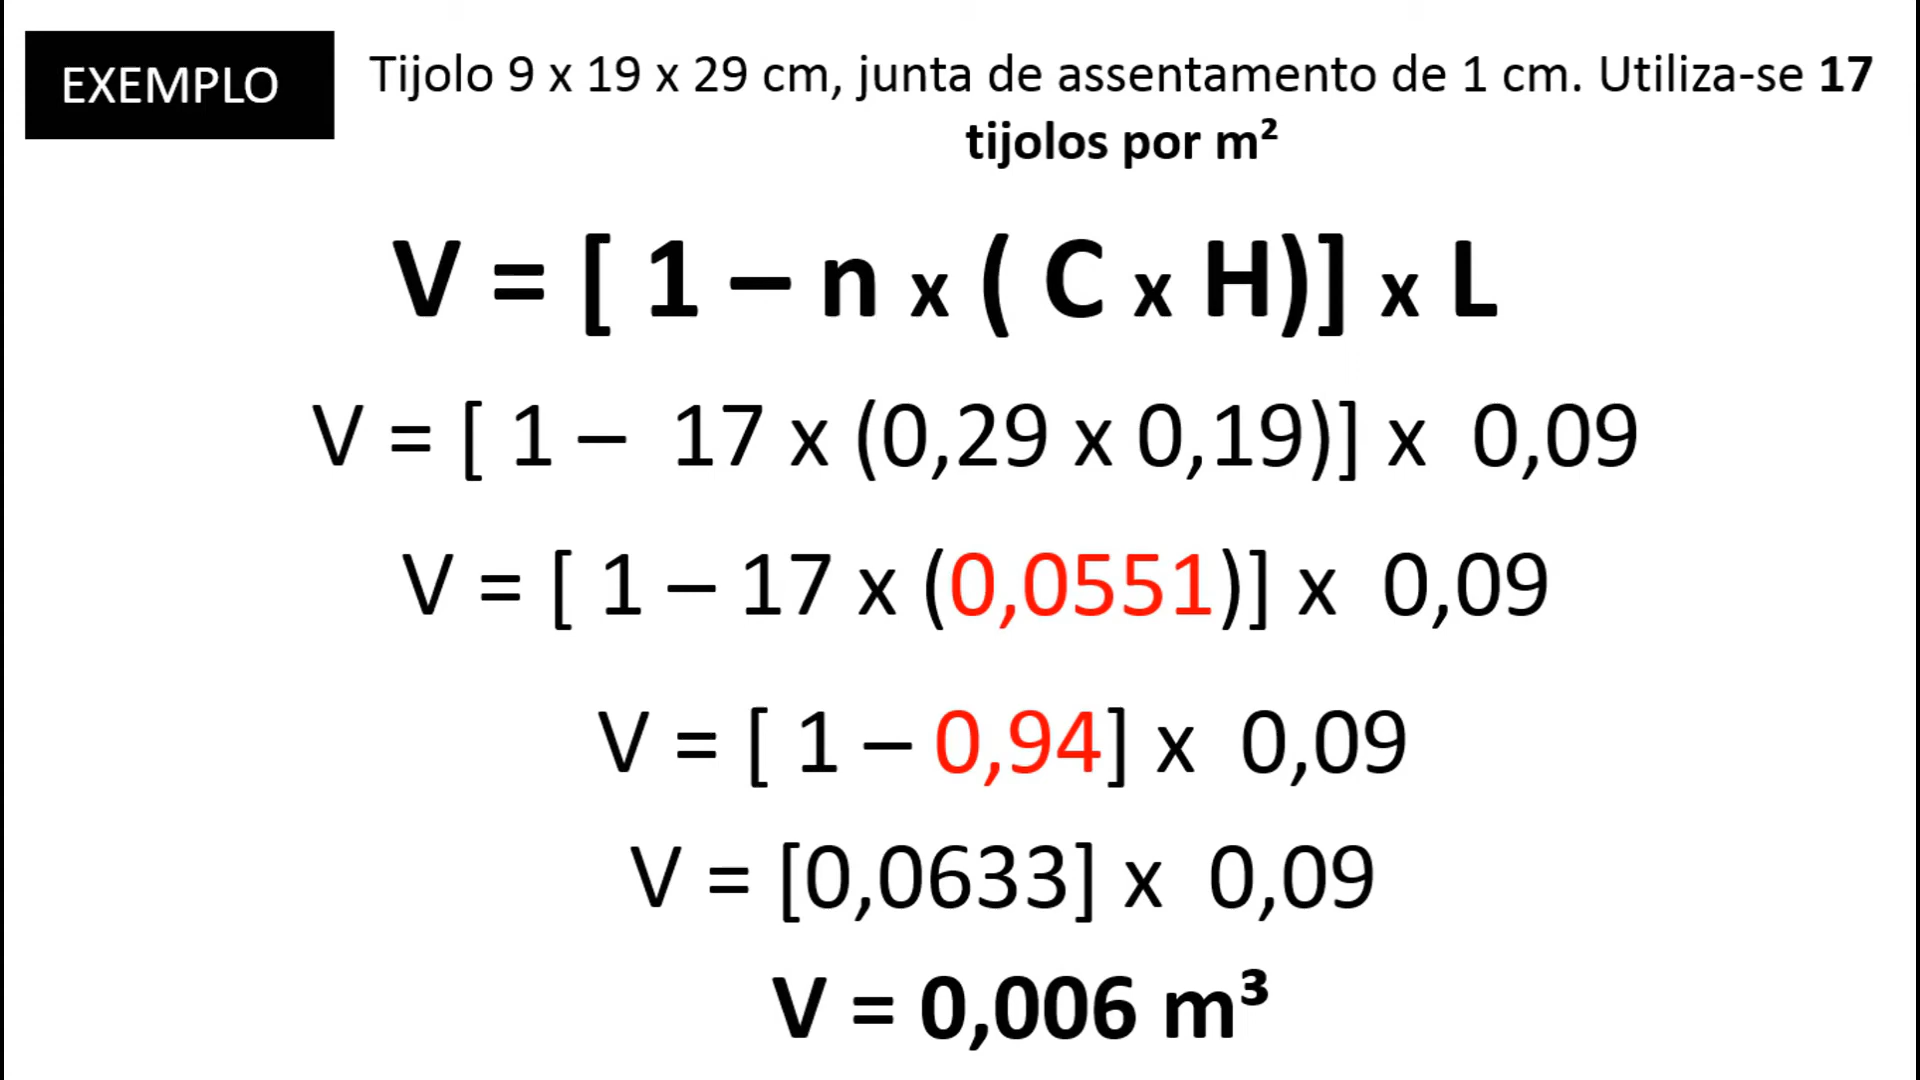 EXEMPLO
Tijolo 9 x 19 x 29 cm, junta de assentamento de 1 cm. Utiliza-se 17
tijolos por m²
V = [ 1 – n x ( C x H)] x L
V = [ 1 – 17 x (0,29 x 0,19)] x 0,09
V = [ 1 – 17 x (0,0551)] x 0,09
V = [ 1 – 0,94] x 0,09
V = [0,0633] x 0,09
V = 0,006 m³